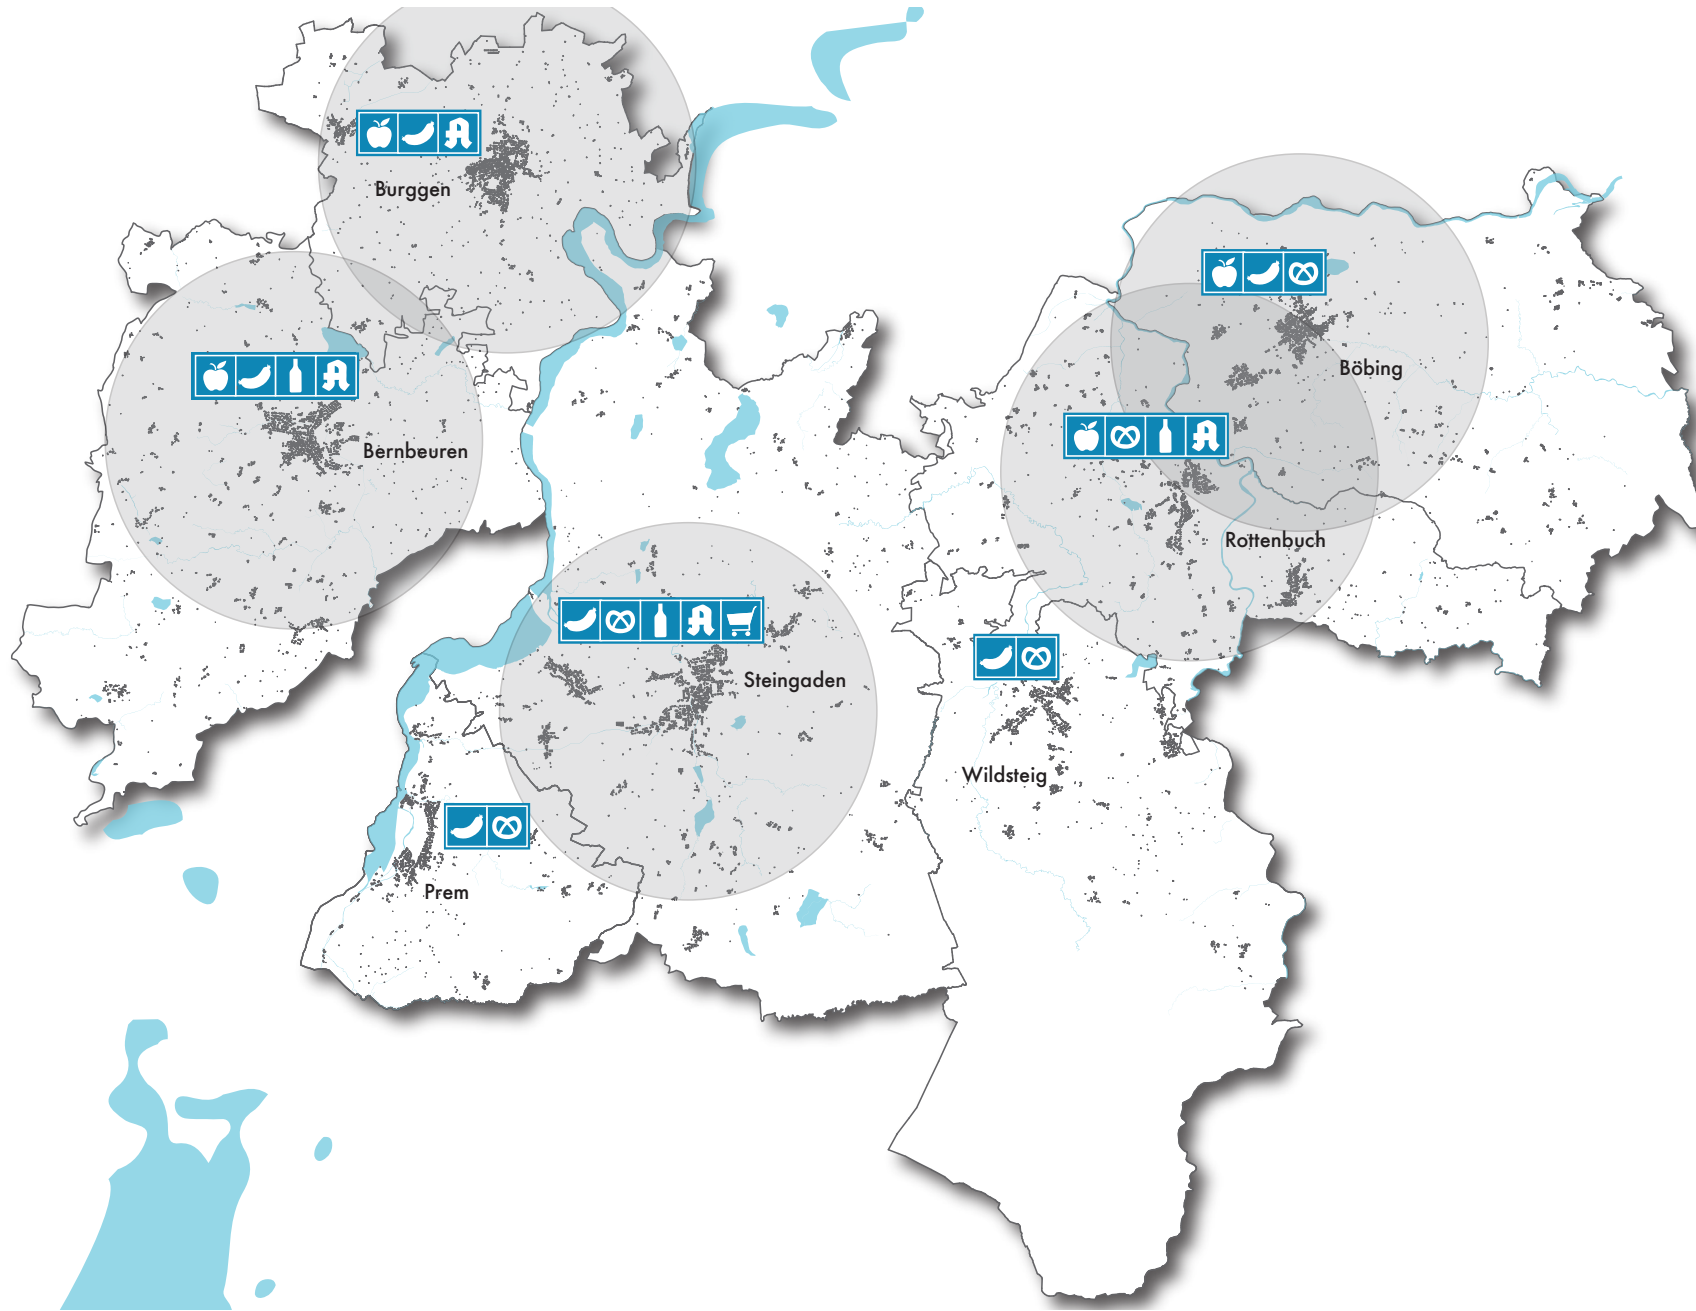 Burggen
Böbing
Bernbeuren
Rottenbuch
Steingaden
Wildsteig
Prem